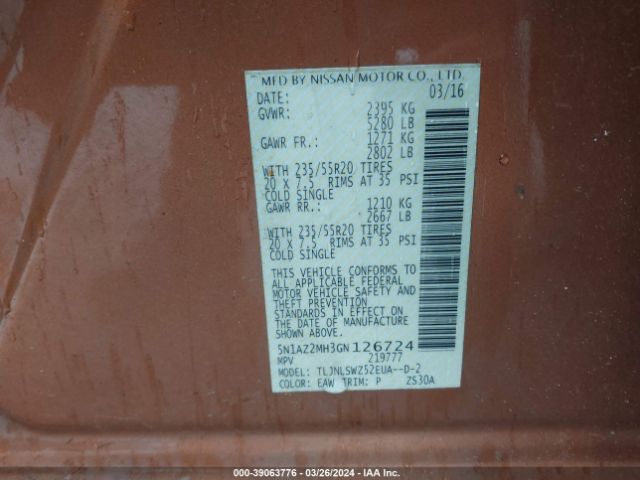 MFD BY NISSAN MOTOR CO., LTD.
DATE: 03/16
GVWR: 2395 KG
5280 LB
GAWR FR.: 1271 KG
2802 LB
WITH 235/55R20 TIRES
20 X 7.5 RIMS AT 35 PSI
COLD SINGLE
GAWR RR.: 1210 KG
2667 LB
WITH 235/55R20 TIRES
20 X 7.5 RIMS AT 35 PSI
COLD SINGLE
THIS VEHICLE CONFORMS TO
ALL APPLICABLE FEDERAL
MOTOR VEHICLE SAFETY AND
THEFT PREVENTION
STANDARDS IN EFFECT ON
THE DATE OF MANUFACTURE
SHOWN ABOVE.
5N1AZ2MH3GN126724
MPV 219777
MODEL: TLJNLSWZ52EUA--D-2
COLOR: EAW TRIM: P ZS30A
000-39063776 | 03/26/2024 | IAA Inc.